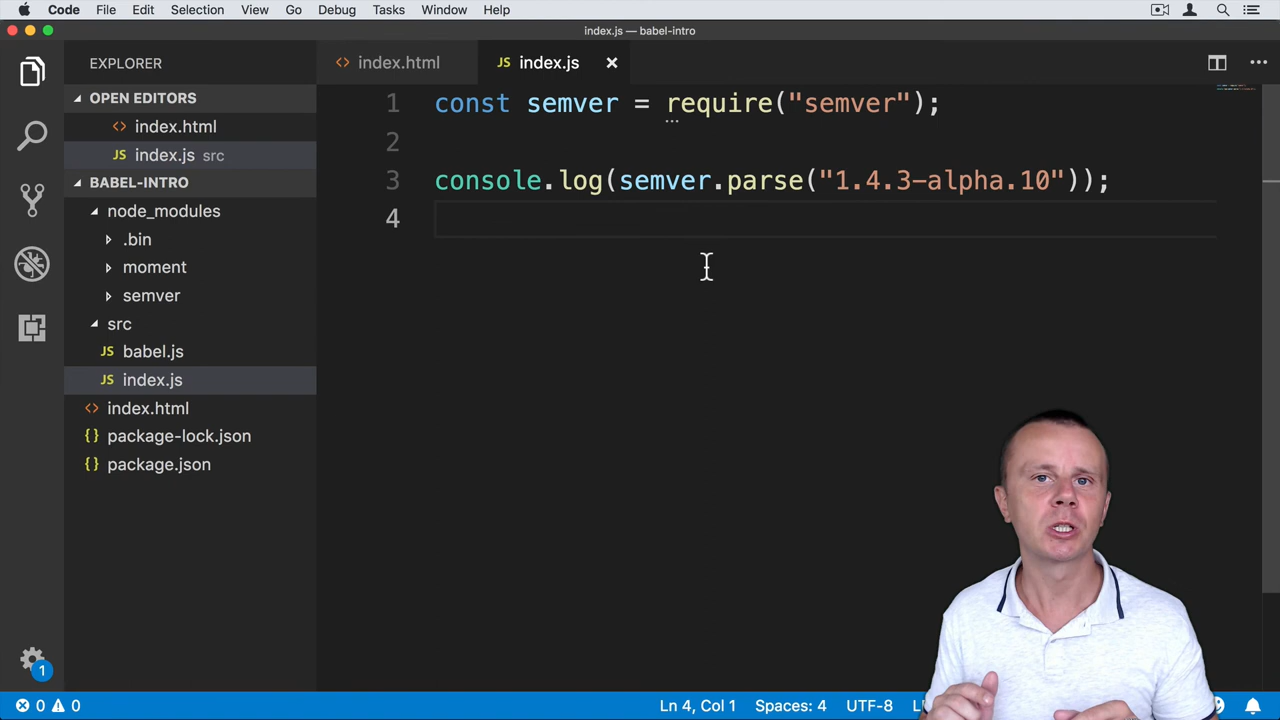 Code File Edit Selection View Go Debug Tasks Window Help
index.js — babel-intro
EXPLORER
OPEN EDITORS
index.html
index.js src
BABEL-INTRO
node_modules
.bin
moment
semver
src
babel.js
index.js
index.html
package-lock.json
package.json
index.html
index.js
1 const semver = require("semver");
2
3 console.log(semver.parse("1.4.3-alpha.10"));
4
1
0 0
Ln 4, Col 1 Spaces: 4 UTF-8